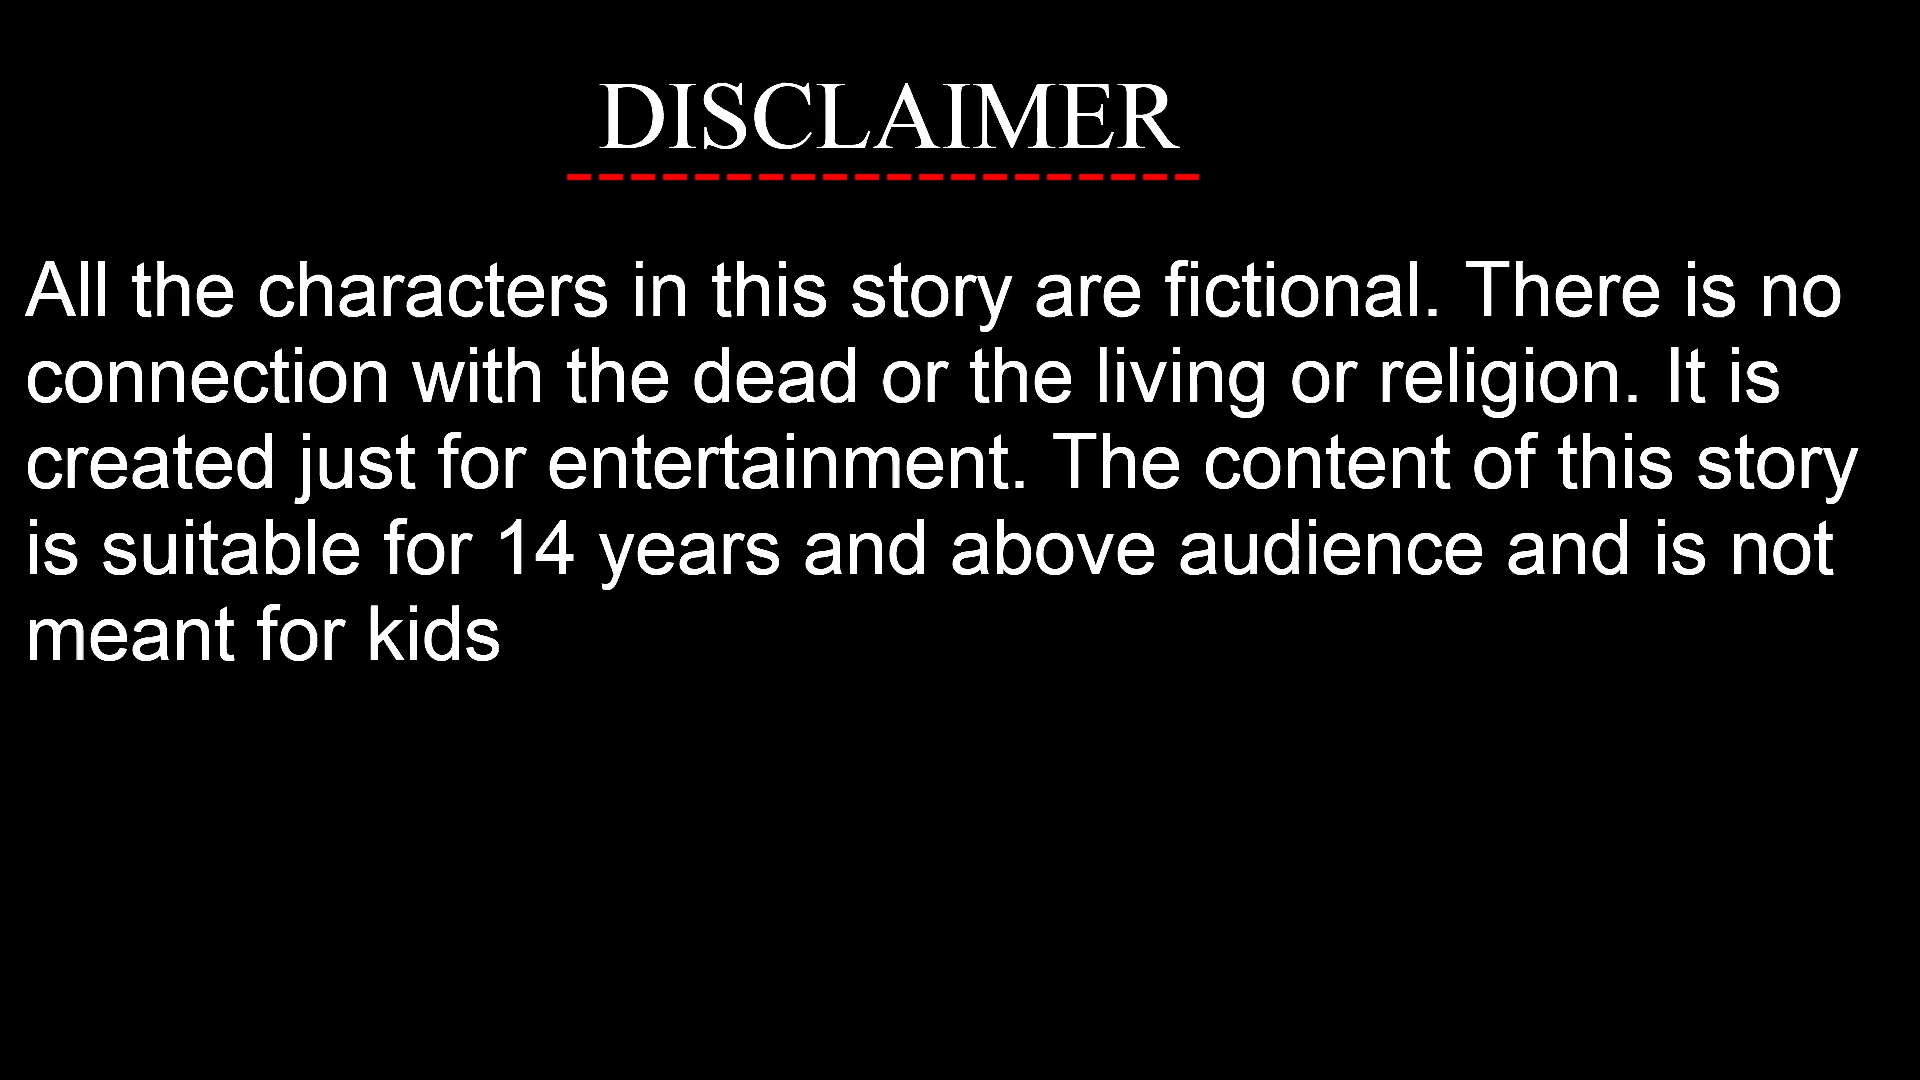 DISCLAIMER
All the characters in this story are fictional. There is no
connection with the dead or the living or religion. It is
created just for entertainment. The content of this story
is suitable for 14 years and above audience and is not
meant for kids